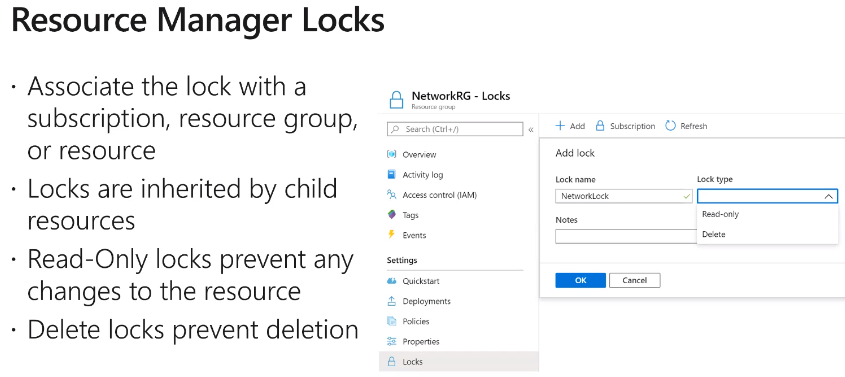 Resource Manager Locks
· Associate the lock with a
subscription, resource group,
or resource
· Locks are inherited by child
resources
· Read-Only locks prevent any
changes to the resource
· Delete locks prevent deletion
NetworkRG - Locks
Resource group
Search (Ctrl+/)
«
Overview
Activity log
Access control (IAM)
Tags
Events
Settings
Quickstart
Deployments
Policies
Properties
Locks
+ Add Subscription Refresh
Add lock
Lock name Lock type
NetworkLock
Read-only
Delete
Notes
OK Cancel